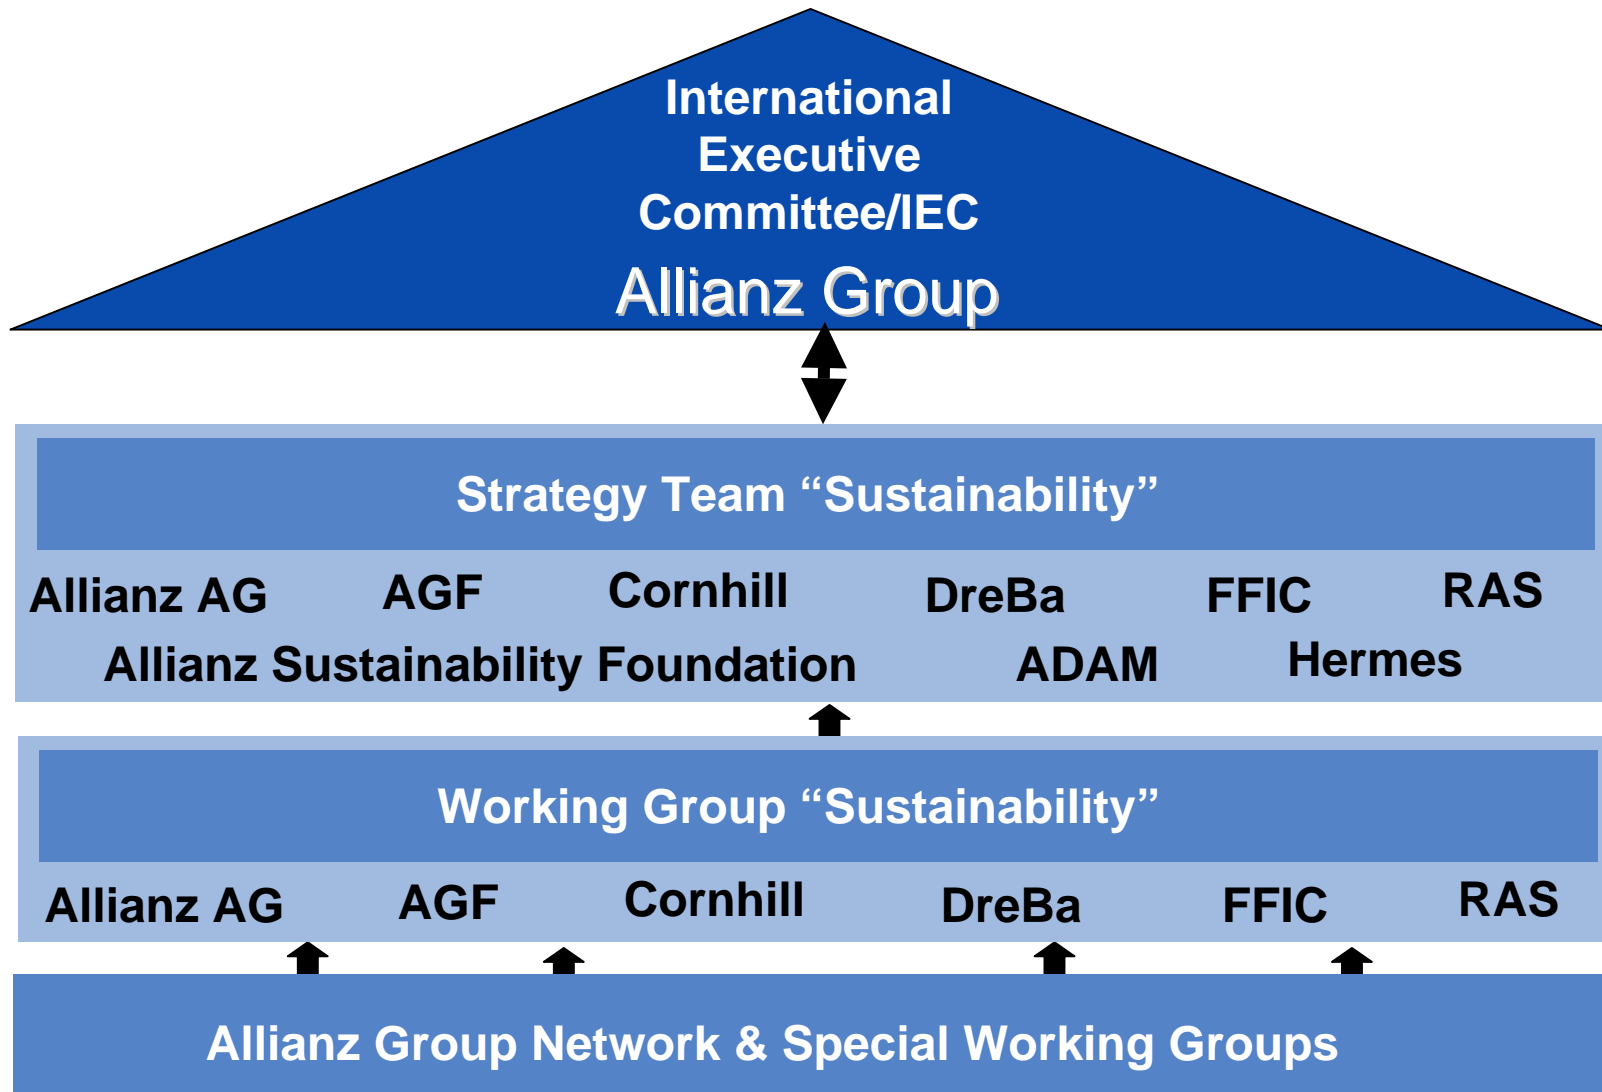 International
Executive
Committee/IEC
Allianz Group
Strategy Team “Sustainability”
Allianz AG AGF Cornhill DreBa FFIC RAS
Allianz Sustainability Foundation ADAM Hermes
Working Group “Sustainability”
Allianz AG AGF Cornhill DreBa FFIC RAS
Allianz Group Network & Special Working Groups